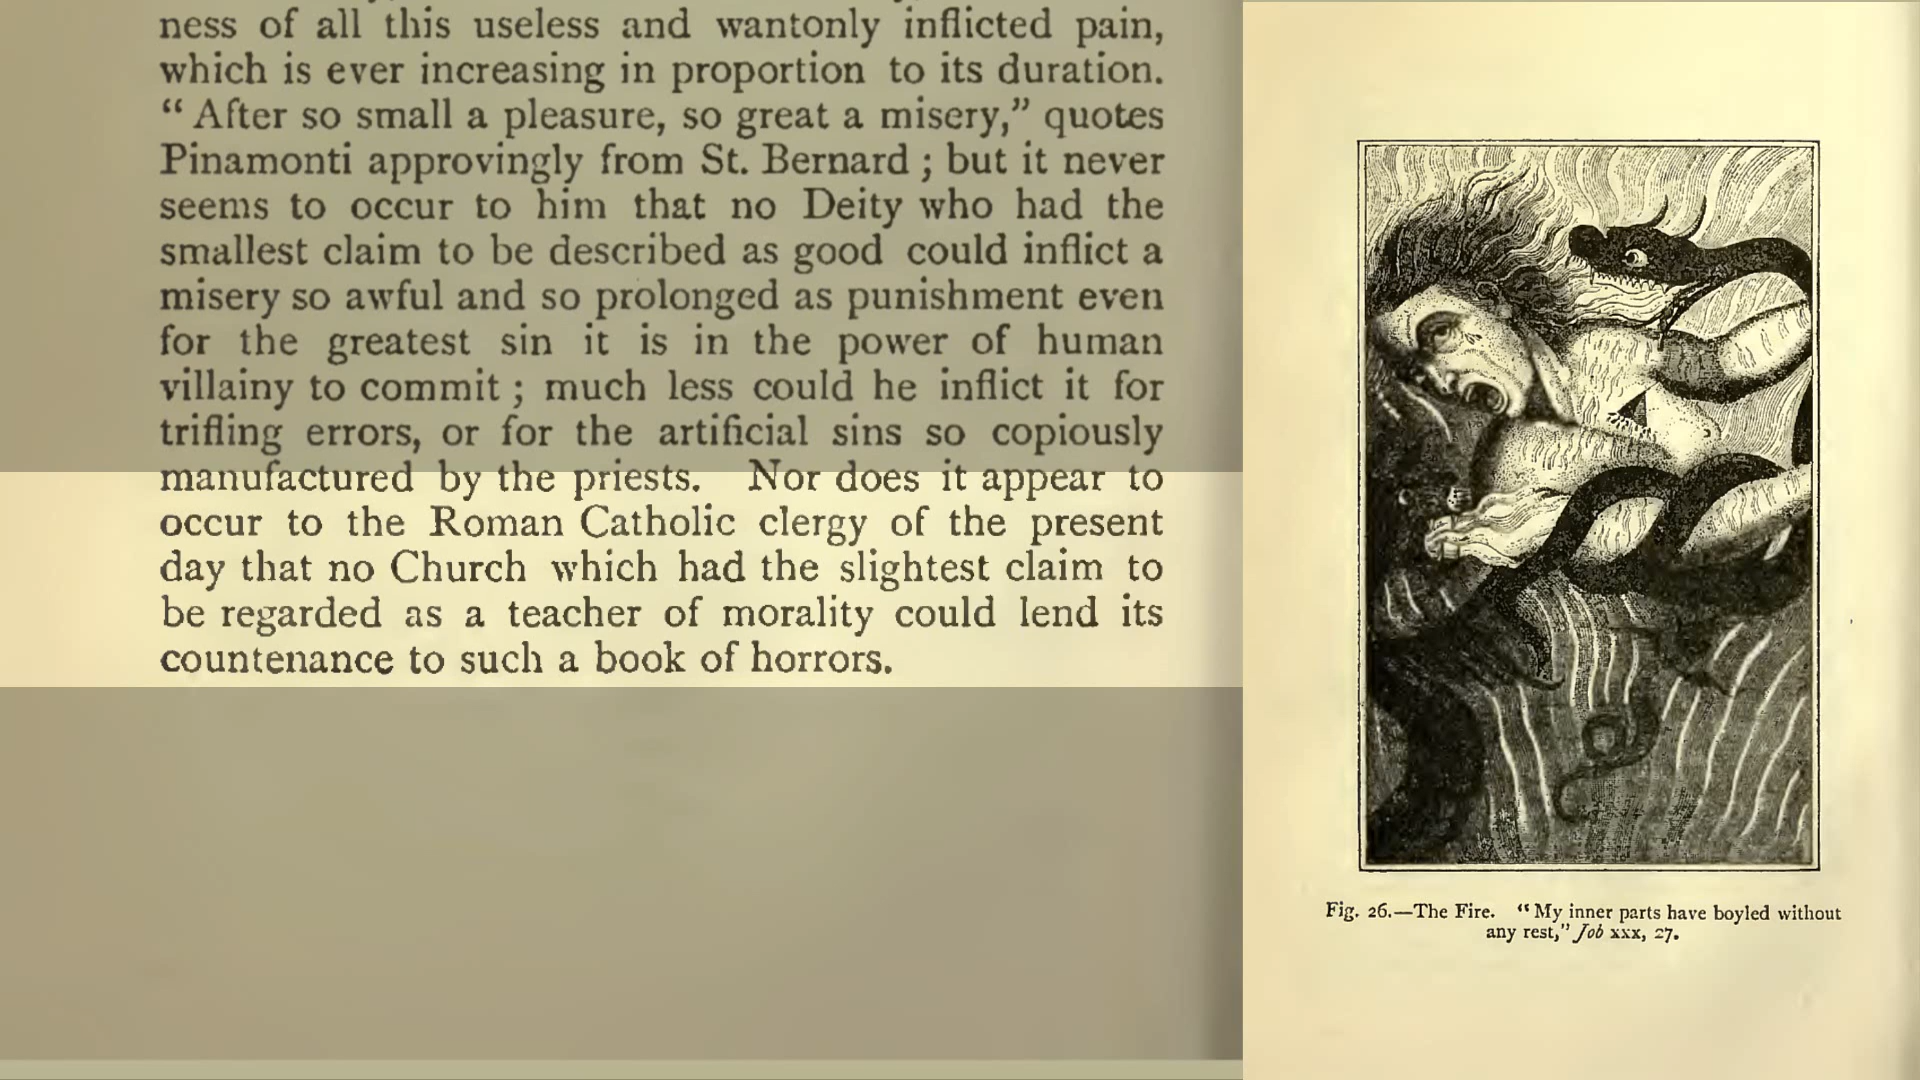 ness of all this useless and wantonly inflicted pain,
which is ever increasing in proportion to its duration.
“ After so small a pleasure, so great a misery,” quotes
Pinamonti approvingly from St. Bernard ; but it never
seems to occur to him that no Deity who had the
smallest claim to be described as good could inflict a
misery so awful and so prolonged as punishment even
for the greatest sin it is in the power of human
villainy to commit ; much less could he inflict it for
trifling errors, or for the artificial sins so copiously
manufactured by the priests. Nor does it appear to
occur to the Roman Catholic clergy of the present
day that no Church which had the slightest claim to
be regarded as a teacher of morality could lend its
countenance to such a book of horrors.
Fig. 26.—The Fire. “ My inner parts have boyled without
any rest,” Job xxx, 27.